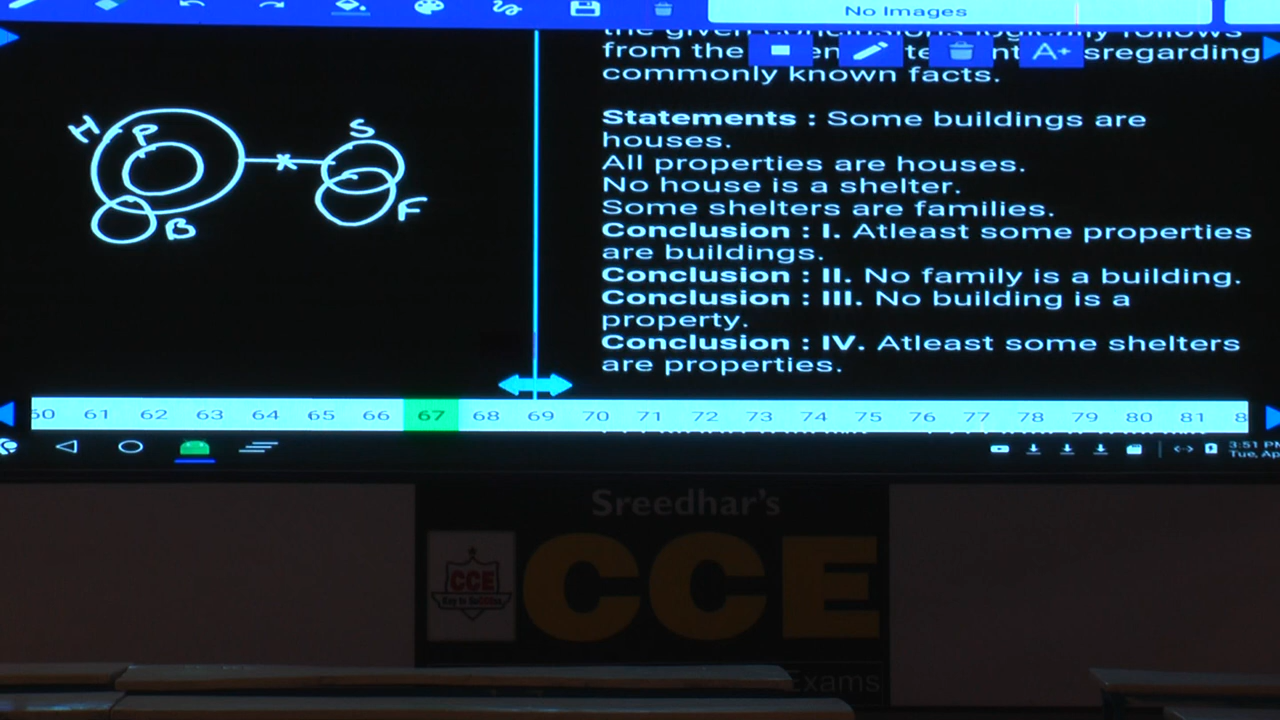 No Images
from the
sregarding
commonly known facts.
Statements : Some buildings are
houses.
All properties are houses.
No house is a shelter.
Some shelters are families.
Conclusion : I. Atleast some properties
are buildings.
Conclusion : II. No family is a building.
Conclusion : III. No building is a
property.
Conclusion : IV. Atleast some shelters
are properties.
A+
H P S
B F
61 62 63 64 65 66 67 68 69 70 71 72 73 74 75 76 77 78 79 80 81
3:51 PM
Tue,
Sreedhar's
CCE
CCE
Exams